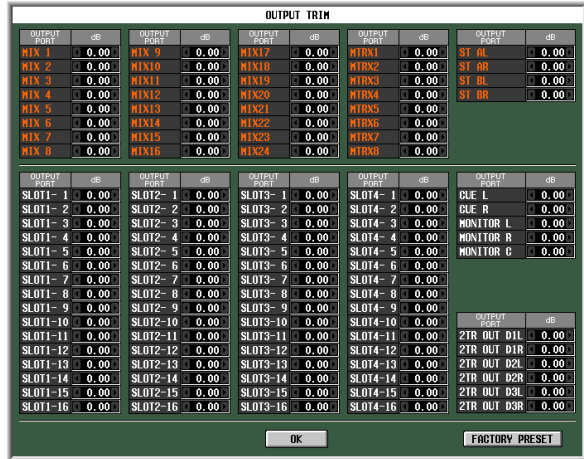 OUTPUT TRIM
OUTPUT PORT dB OUTPUT PORT dB OUTPUT PORT dB OUTPUT PORT dB OUTPUT PORT dB
MIX 1 0.00 MIX 9 0.00 MIX17 0.00 MTRX1 0.00 ST AL 0.00
MIX 2 0.00 MIX10 0.00 MIX18 0.00 MTRX2 0.00 ST AR 0.00
MIX 3 0.00 MIX11 0.00 MIX19 0.00 MTRX3 0.00 ST BL 0.00
MIX 4 0.00 MIX12 0.00 MIX20 0.00 MTRX4 0.00 ST BR 0.00
MIX 5 0.00 MIX13 0.00 MIX21 0.00 MTRX5 0.00
MIX 6 0.00 MIX14 0.00 MIX22 0.00 MTRX6 0.00
MIX 7 0.00 MIX15 0.00 MIX23 0.00 MTRX7 0.00
MIX 8 0.00 MIX16 0.00 MIX24 0.00 MTRX8 0.00
OUTPUT PORT dB OUTPUT PORT dB OUTPUT PORT dB OUTPUT PORT dB OUTPUT PORT dB
SLOT1- 1 0.00 SLOT2- 1 0.00 SLOT3- 1 0.00 SLOT4- 1 0.00 CUE L 0.00
SLOT1- 2 0.00 SLOT2- 2 0.00 SLOT3- 2 0.00 SLOT4- 2 0.00 CUE R 0.00
SLOT1- 3 0.00 SLOT2- 3 0.00 SLOT3- 3 0.00 SLOT4- 3 0.00 MONITOR L 0.00
SLOT1- 4 0.00 SLOT2- 4 0.00 SLOT3- 4 0.00 SLOT4- 4 0.00 MONITOR R 0.00
SLOT1- 5 0.00 SLOT2- 5 0.00 SLOT3- 5 0.00 SLOT4- 5 0.00 MONITOR C 0.00
SLOT1- 6 0.00 SLOT2- 6 0.00 SLOT3- 6 0.00 SLOT4- 6 0.00
SLOT1- 7 0.00 SLOT2- 7 0.00 SLOT3- 7 0.00 SLOT4- 7 0.00
SLOT1- 8 0.00 SLOT2- 8 0.00 SLOT3- 8 0.00 SLOT4- 8 0.00
SLOT1- 9 0.00 SLOT2- 9 0.00 SLOT3- 9 0.00 SLOT4- 9 0.00
SLOT1-10 0.00 SLOT2-10 0.00 SLOT3-10 0.00 SLOT4-10 0.00 OUTPUT PORT dB
SLOT1-11 0.00 SLOT2-11 0.00 SLOT3-11 0.00 SLOT4-11 0.00 2TR OUT D1L 0.00
SLOT1-12 0.00 SLOT2-12 0.00 SLOT3-12 0.00 SLOT4-12 0.00 2TR OUT D1R 0.00
SLOT1-13 0.00 SLOT2-13 0.00 SLOT3-13 0.00 SLOT4-13 0.00 2TR OUT D2L 0.00
SLOT1-14 0.00 SLOT2-14 0.00 SLOT3-14 0.00 SLOT4-14 0.00 2TR OUT D2R 0.00
SLOT1-15 0.00 SLOT2-15 0.00 SLOT3-15 0.00 SLOT4-15 0.00 2TR OUT D3L 0.00
SLOT1-16 0.00 SLOT2-16 0.00 SLOT3-16 0.00 SLOT4-16 0.00 2TR OUT D3R 0.00
OK FACTORY PRESET